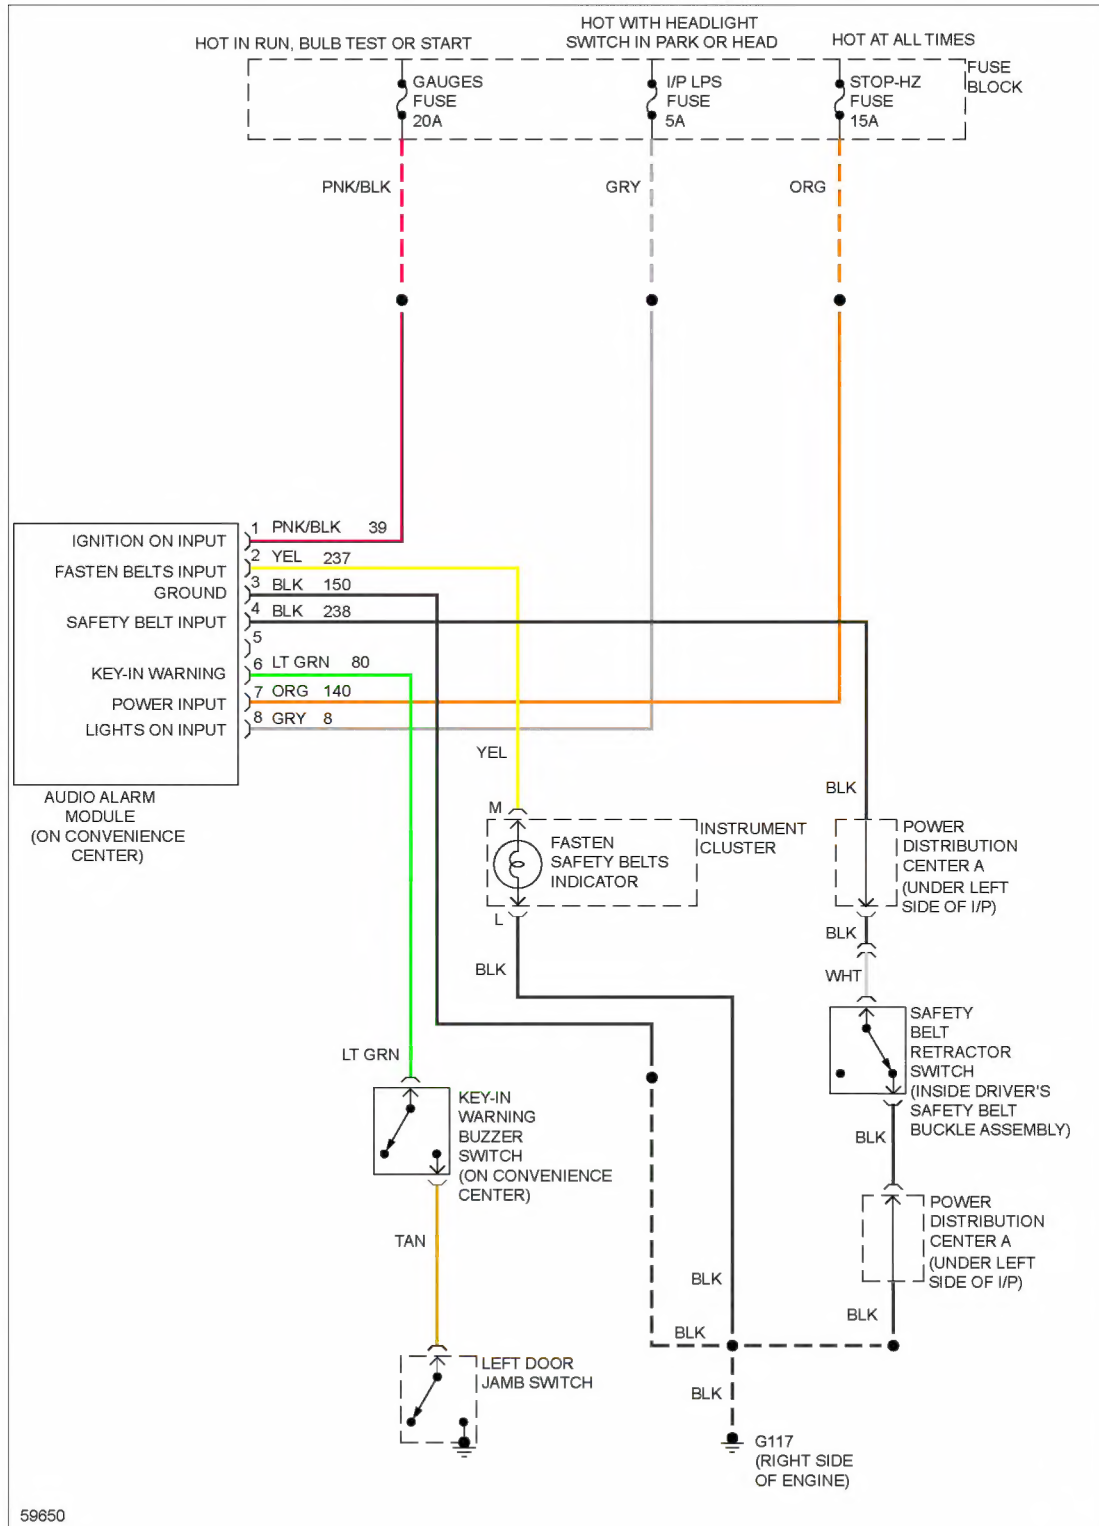 HOT IN RUN, BULB TEST OR START
HOT WITH HEADLIGHT
SWITCH IN PARK OR HEAD
HOT AT ALL TIMES
GAUGES
FUSE
20A
I/P LPS
FUSE
5A
STOP-HZ
FUSE
15A
FUSE
BLOCK
PNK/BLK
GRY
ORG
IGNITION ON INPUT
1 PNK/BLK 39
FASTEN BELTS INPUT
2 YEL 237
GROUND
3 BLK 150
SAFETY BELT INPUT
4 BLK 238
5
KEY-IN WARNING
6 LT GRN 80
POWER INPUT
7 ORG 140
LIGHTS ON INPUT
8 GRY 8
AUDIO ALARM
MODULE
(ON CONVENIENCE
CENTER)
YEL
BLK
M
FASTEN
SAFETY BELTS
INDICATOR
INSTRUMENT
CLUSTER
L
POWER
DISTRIBUTION
CENTER A
(UNDER LEFT
SIDE OF I/P)
BLK
BLK
WHT
SAFETY
BELT
RETRACTOR
SWITCH
(INSIDE DRIVER'S
SAFETY BELT
BUCKLE ASSEMBLY)
LT GRN
KEY-IN
WARNING
BUZZER
SWITCH
(ON CONVENIENCE
CENTER)
BLK
POWER
DISTRIBUTION
CENTER A
(UNDER LEFT
SIDE OF I/P)
TAN
BLK
BLK
BLK
LEFT DOOR
JAMB SWITCH
BLK
G117
(RIGHT SIDE
OF ENGINE)
59650